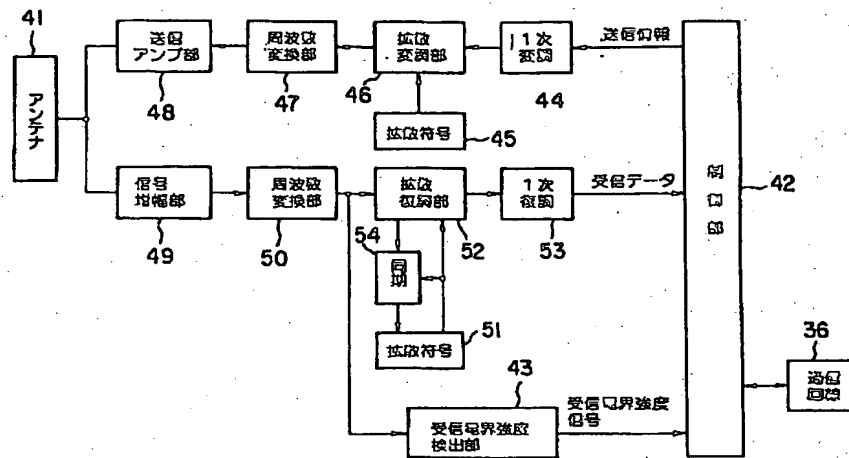 41
アンテナ
送信
アンプ部
48
周波数
変換部
47
拡散
変調部
46
1次
変調
44
送信情報
拡散符号
45
制御部
42
信号
増幅部
49
周波数
変換部
50
拡散
復調部
52
1次
復調
53
受信データ
54
同期
拡散符号
51
43
受信電界強度
検出部
受信電界強度
信号
36
通信
回線